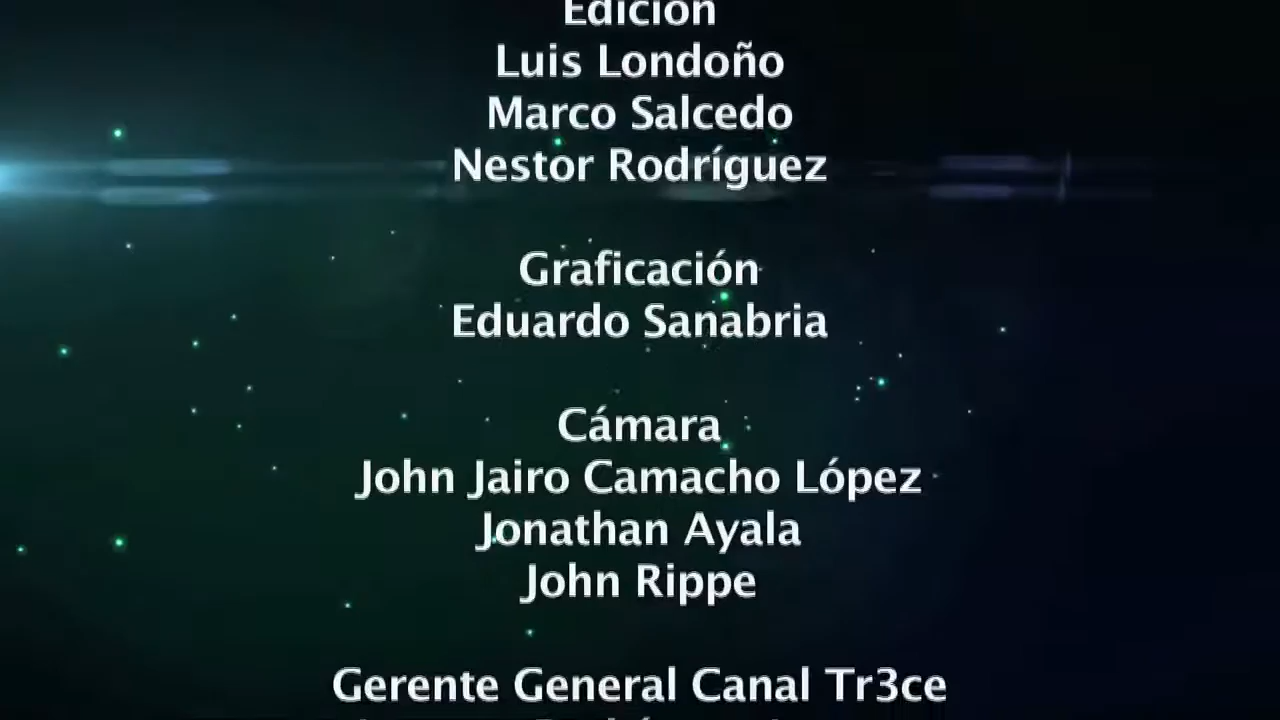 Edición
Luis Londoño
Marco Salcedo
Nestor Rodríguez
Graficación
Eduardo Sanabria
Cámara
John Jairo Camacho López
Jonathan Ayala
John Rippe
Gerente General Canal Tr3ce